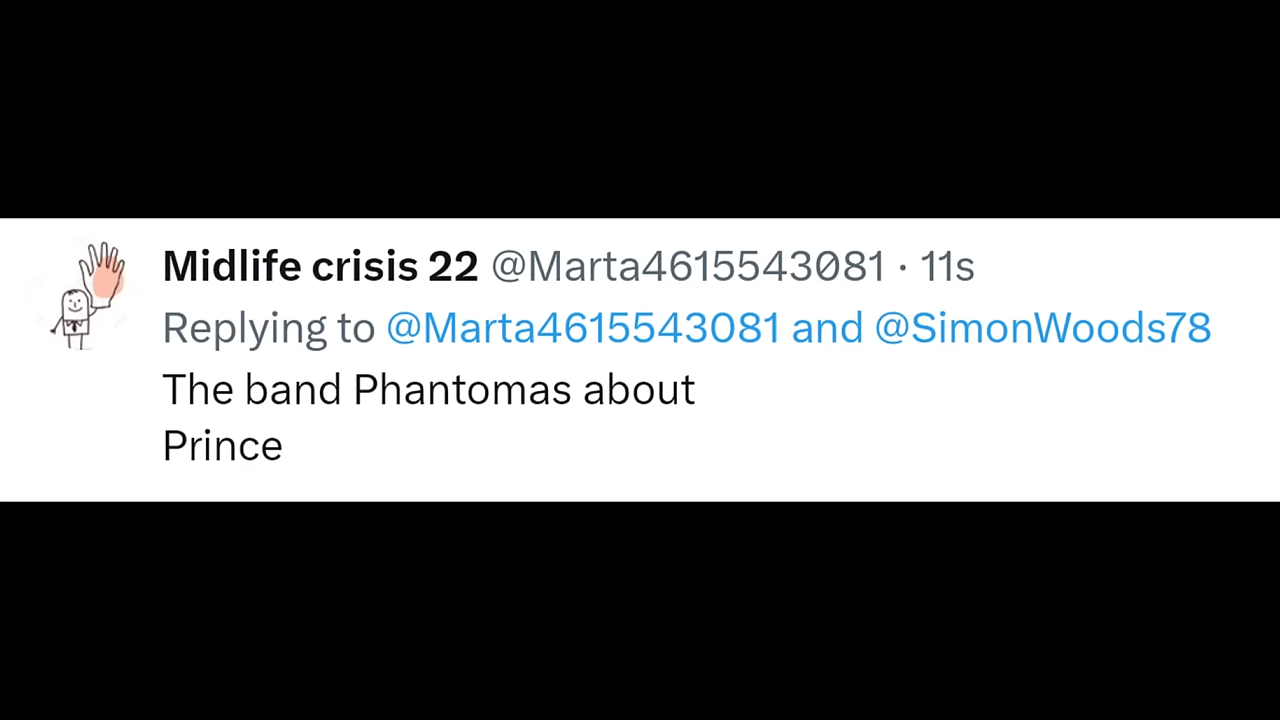 Midlife crisis 22 @Marta4615543081 · 11s
Replying to @Marta4615543081 and @SimonWoods78
The band Phantomas about
Prince